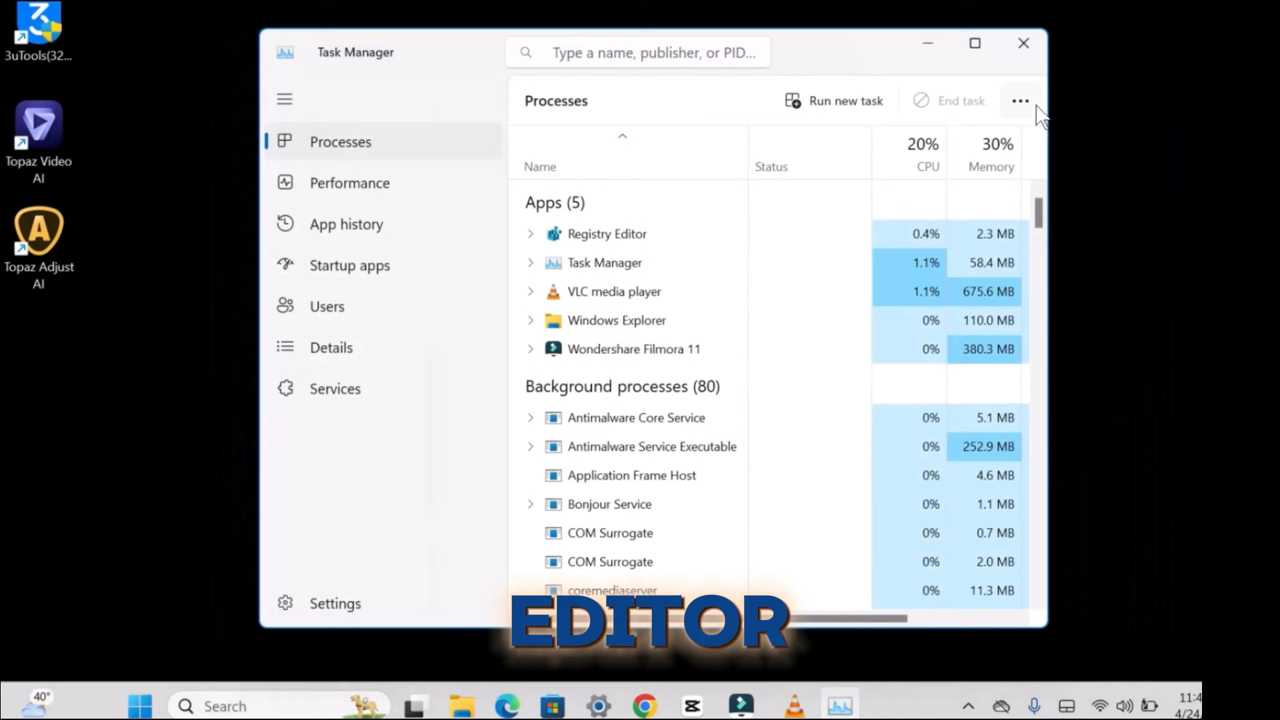 3uTools(32...
Topaz Video
AI
Topaz Adjust
AI
Task Manager
Type a name, publisher, or PID...
Processes
Performance
App history
Startup apps
Users
Details
Services
Settings
Processes
Run new task
End task
Name
Status
20%
CPU
30%
Memory
Apps (5)
Registry Editor 0.4% 2.3 MB
Task Manager 1.1% 58.4 MB
VLC media player 1.1% 675.6 MB
Windows Explorer 0% 110.0 MB
Wondershare Filmora 11 0% 380.3 MB
Background processes (80)
Antimalware Core Service 0% 5.1 MB
Antimalware Service Executable 0% 252.9 MB
Application Frame Host 0% 4.6 MB
Bonjour Service 0% 1.1 MB
COM Surrogate 0% 0.7 MB
COM Surrogate 0% 2.0 MB
coremediaserver 0% 11.3 MB
EDITOR
40°
Search
11:4
4/24